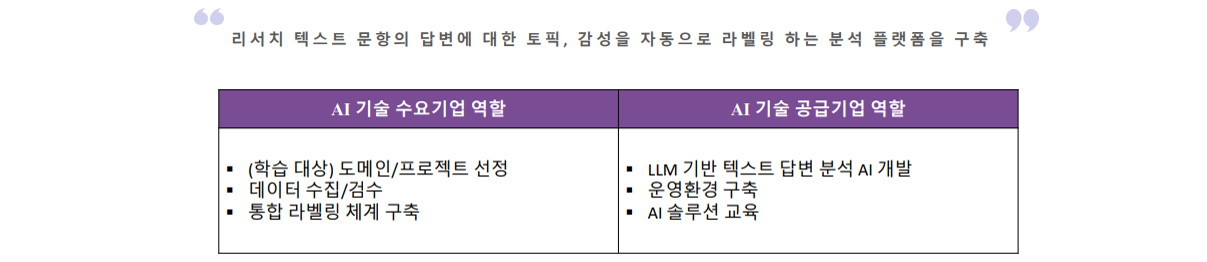 리서치 텍스트 문항의 답변에 대한 토픽, 감성을 자동으로 라벨링 하는 분석 플랫폼을 구축
AI 기술 수요기업 역할
AI 기술 공급기업 역할
▪ (학습 대상) 도메인/프로젝트 선정
▪ 데이터 수집/검수
▪ 통합 라벨링 체계 구축
▪ LLM 기반 텍스트 답변 분석 AI 개발
▪ 운영환경 구축
▪ AI 솔루션 교육